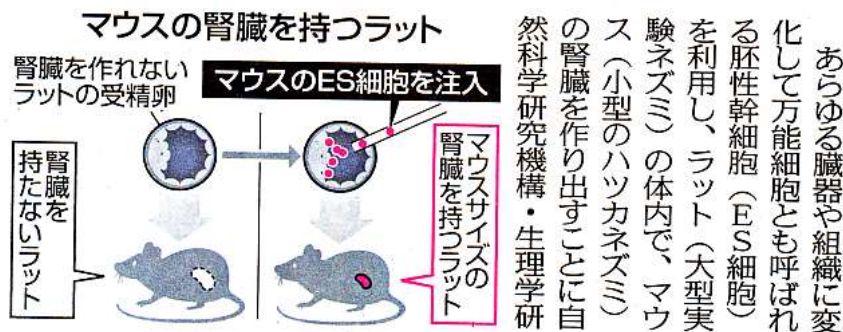 マウスの腎臓を持つラット
腎臓を作れない
ラットの受精卵
マウスのES細胞を注入
腎臓を
持たないラット
マウスサイズの
腎臓を持つラット
あらゆる臓器や組織に変
化して万能細胞とも呼ばれ
る胚性幹細胞（ES細胞）
を利用し、ラット（大型実
験ネズミ）の体内で、マウ
ス（小型のハツカネズミ）
の腎臓を作り出すことに自
然科学研究機構・生理学研